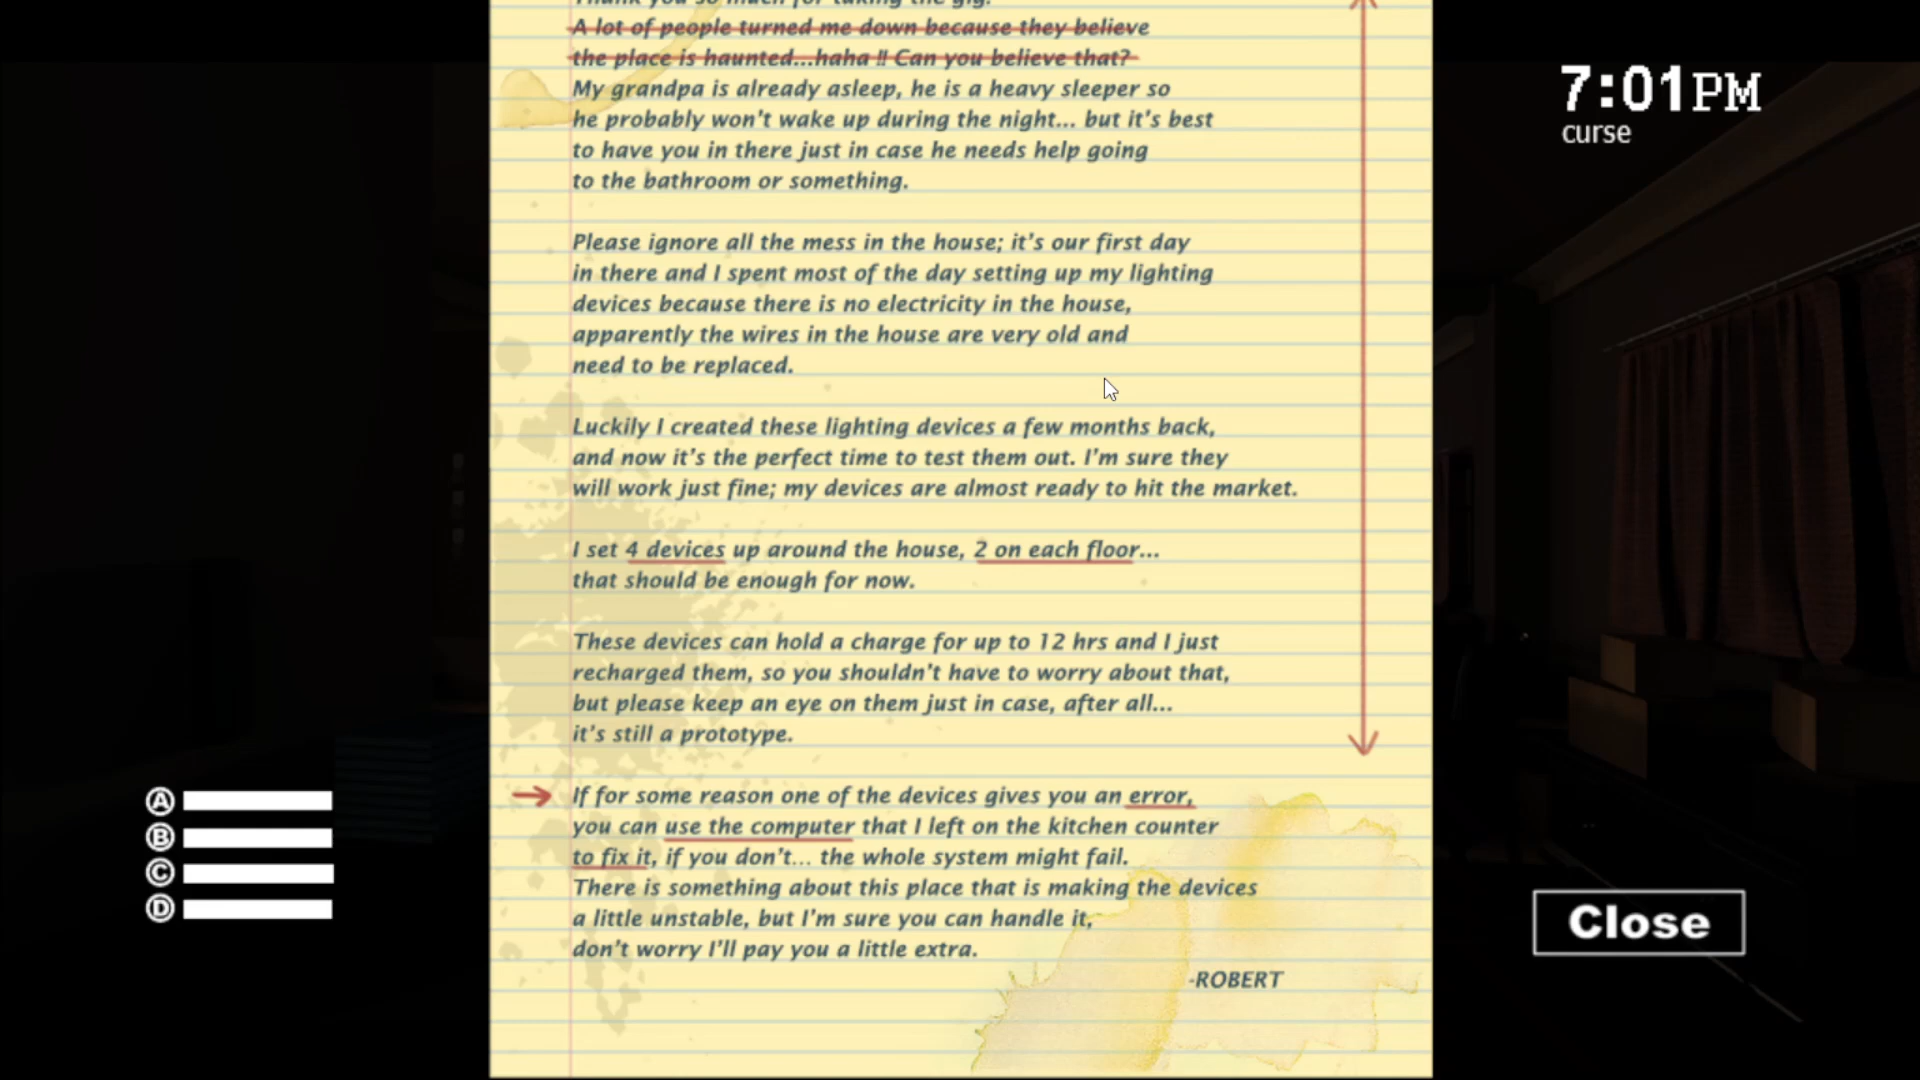 Thank you so much for taking the gig.
A lot of people turned me down because they believe
the place is haunted...haha !! Can you believe that?
My grandpa is already asleep, he is a heavy sleeper so
he probably won't wake up during the night... but it's best
to have you in there just in case he needs help going
to the bathroom or something.
Please ignore all the mess in the house; it's our first day
in there and I spent most of the day setting up my lighting
devices because there is no electricity in the house,
apparently the wires in the house are very old and
need to be replaced.
Luckily I created these lighting devices a few months back,
and now it's the perfect time to test them out. I'm sure they
will work just fine; my devices are almost ready to hit the market.
I set 4 devices up around the house, 2 on each floor...
that should be enough for now.
These devices can hold a charge for up to 12 hrs and I just
recharged them, so you shouldn't have to worry about that,
but please keep an eye on them just in case, after all...
it's still a prototype.
If for some reason one of the devices gives you an error,
you can use the computer that I left on the kitchen counter
to fix it, if you don't... the whole system might fail.
There is something about this place that is making the devices
a little unstable, but I'm sure you can handle it,
don't worry I'll pay you a little extra.
-ROBERT
7:01PM
curse
A
B
C
D
Close